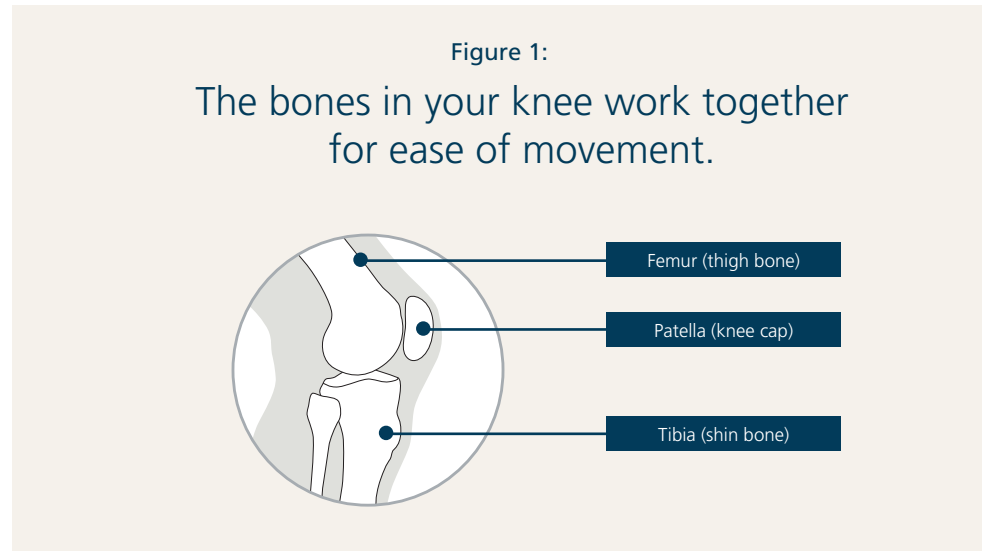 Figure 1:
The bones in your knee work together
for ease of movement.
Femur (thigh bone)
Patella (knee cap)
Tibia (shin bone)